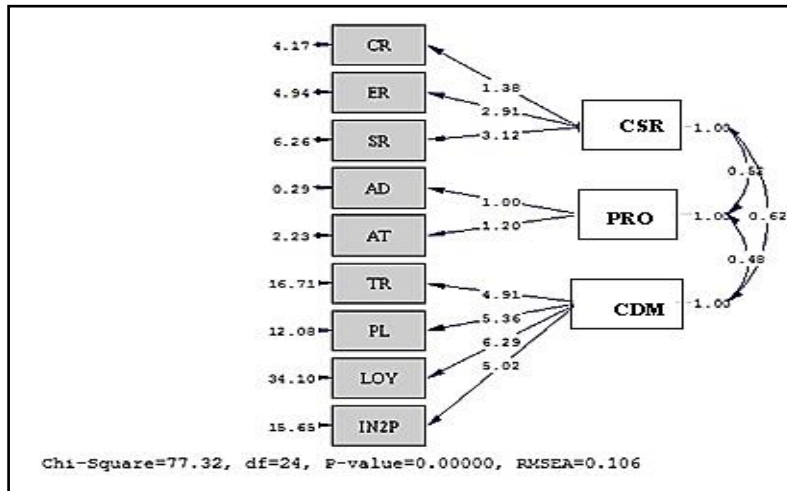 4.17 CR
1.38
4.94 ER
2.91
CSR 1.00
6.26 SR
3.12
0.52
0.29 AD
1.00
PRO 1.00 0.62
2.23 AT
1.20
0.48
16.71 TR
4.91
CDM 1.00
12.08 PL
5.36
6.29
34.10 LOY
5.02
15.65 IN2P
Chi-Square=77.32, df=24, P-value=0.00000, RMSEA=0.106